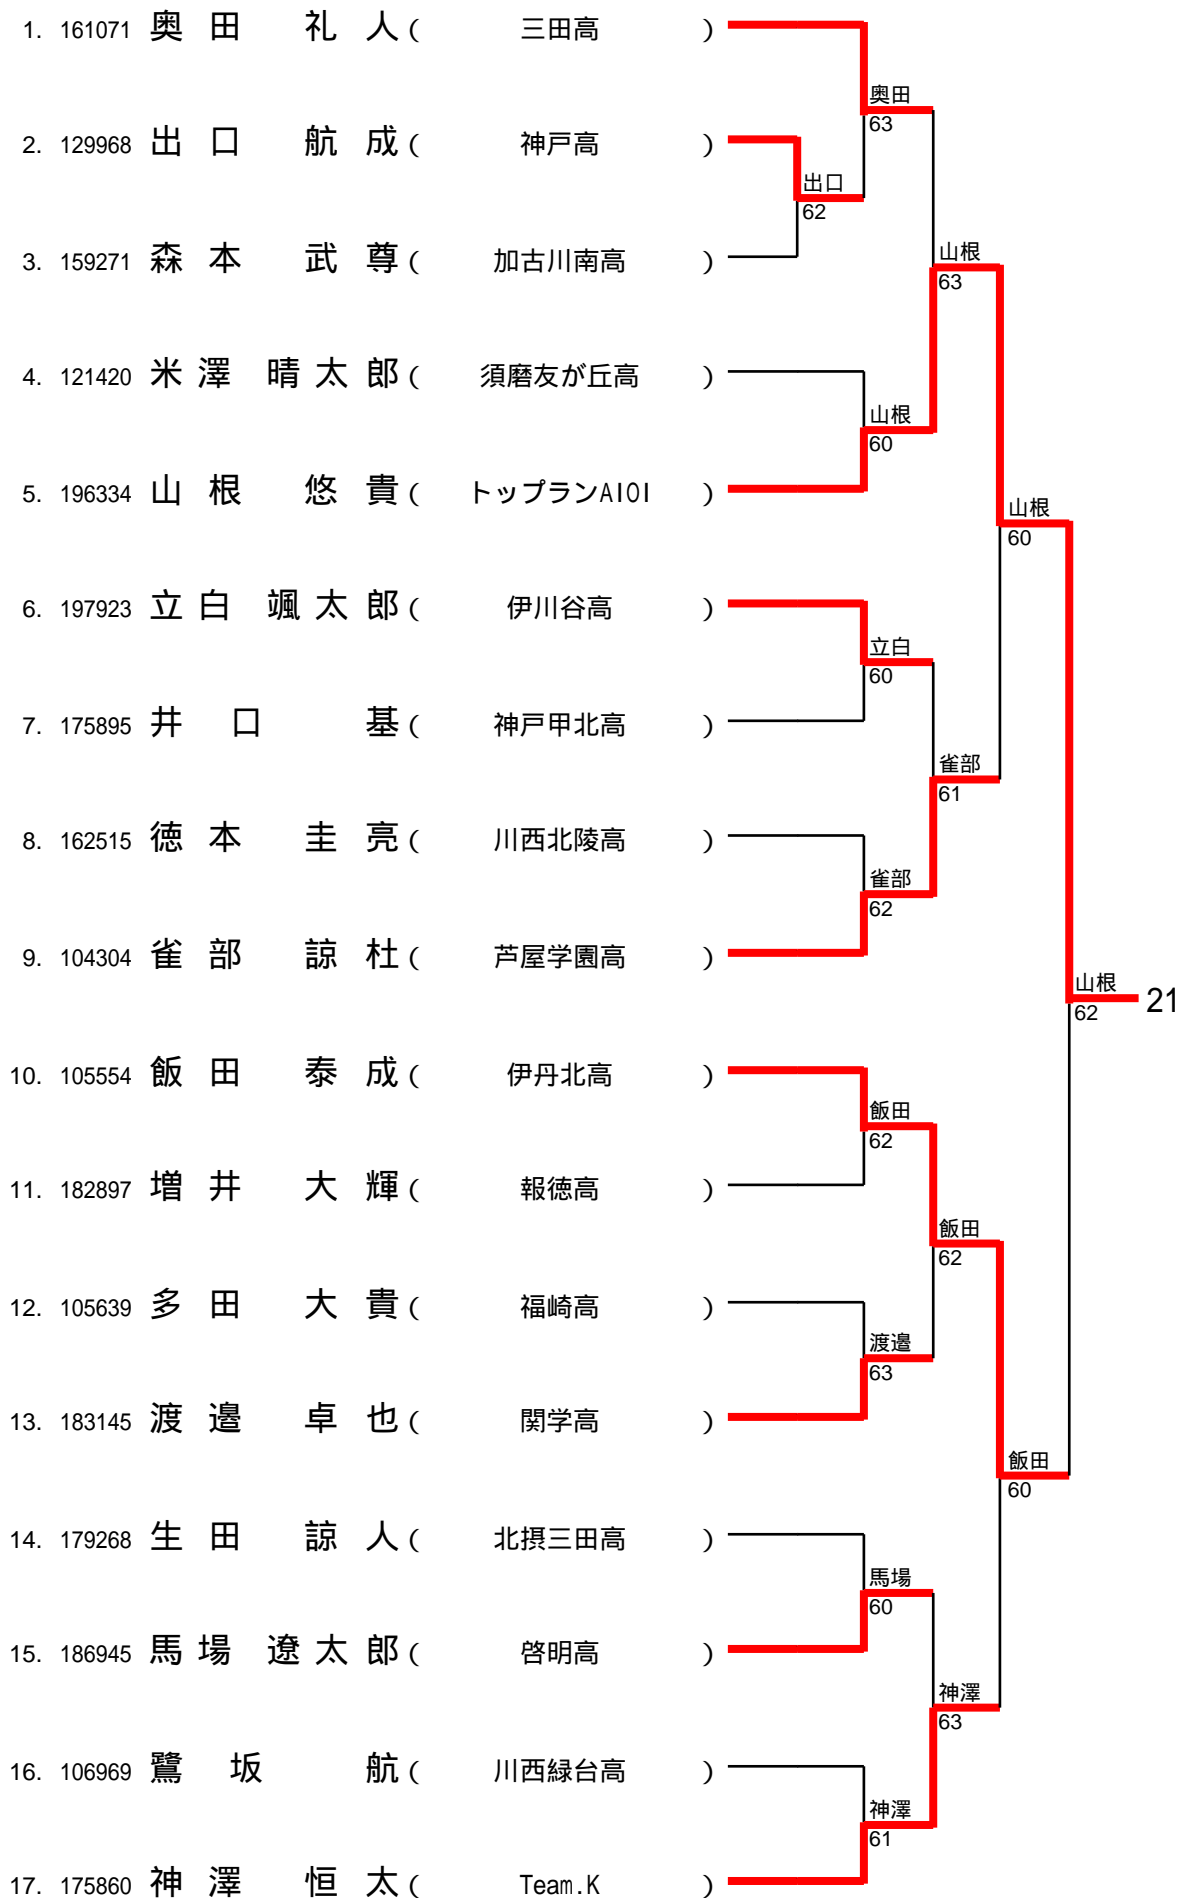 1. 161071 奥田 礼人 ( 三田高 )
奥田
63
2. 129968 出口 航成 ( 神戸高 )
出口
62
3. 159271 森本 武尊 ( 加古川南高 )
山根
63
4. 121420 米澤 晴太郎 ( 須磨友が丘高 )
山根
60
5. 196334 山根 悠貴 ( トップランAIOI )
山根
60
6. 197923 立白 颯太郎 ( 伊川谷高 )
立白
60
7. 175895 井口 基 ( 神戸甲北高 )
雀部
61
8. 162515 徳本 圭亮 ( 川西北陵高 )
雀部
62
9. 104304 雀部 諒杜 ( 芦屋学園高 )
山根
62
21
10. 105554 飯田 泰成 ( 伊丹北高 )
飯田
62
11. 182897 増井 大輝 ( 報徳高 )
飯田
62
12. 105639 多田 大貴 ( 福崎高 )
渡邉
63
13. 183145 渡邉 卓也 ( 関学高 )
飯田
60
14. 179268 生田 諒人 ( 北摂三田高 )
馬場
60
15. 186945 馬場 遼太郎 ( 啓明高 )
神澤
63
16. 106969 鷺坂 航 ( 川西緑台高 )
神澤
61
17. 175860 神澤 恒太 ( Team.K )